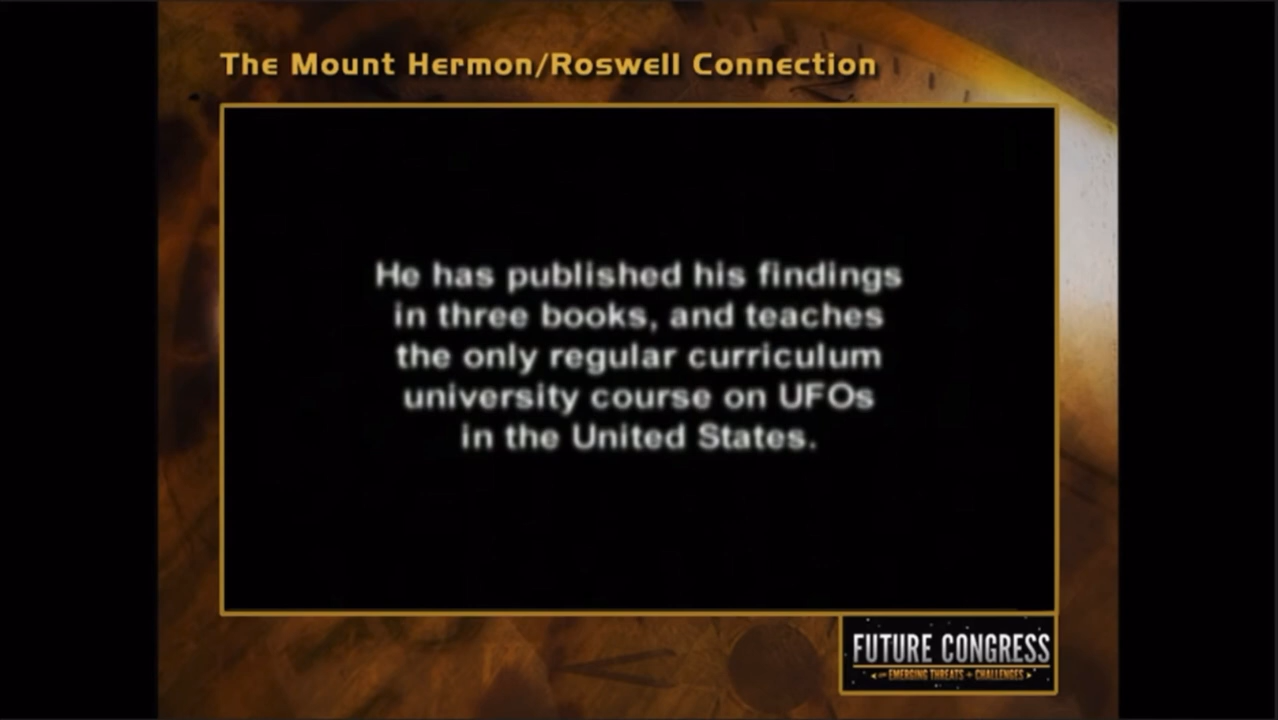 The Mount Hermon/Roswell Connection
He has published his findings
in three books, and teaches
the only regular curriculum
university course on UFOs
in the United States.
FUTURE CONGRESS
EMERGING THREATS + CHALLENGES